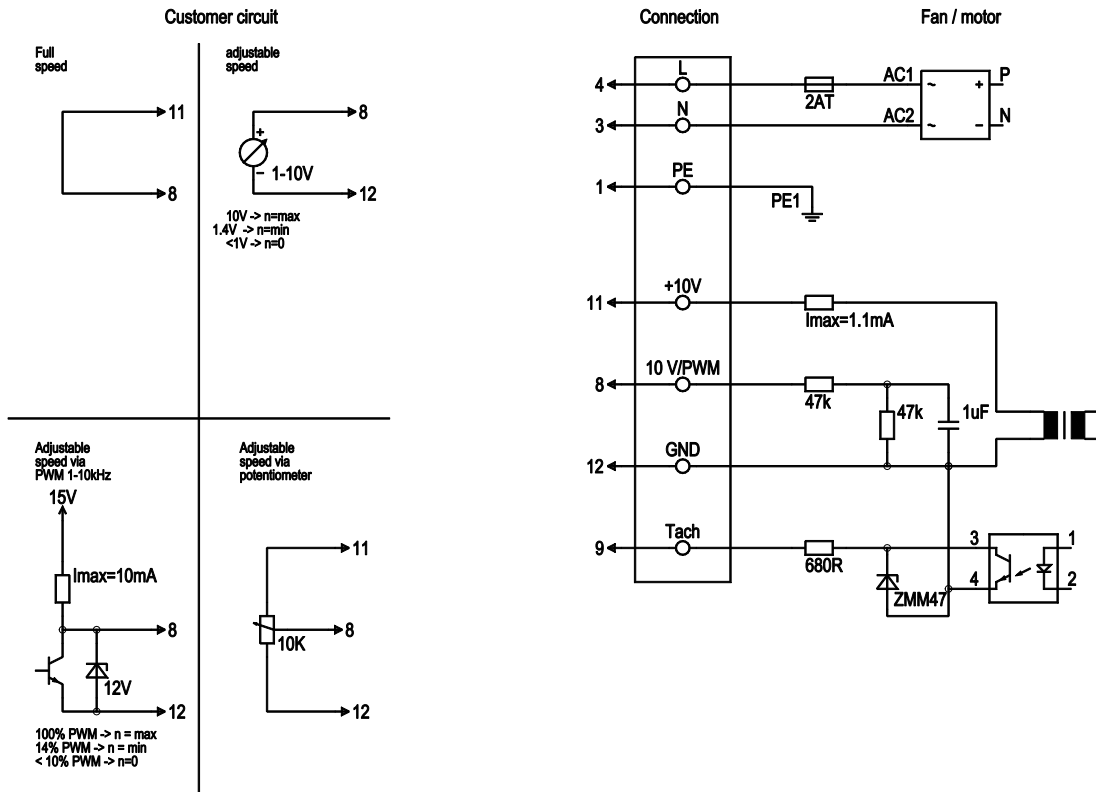 Customer circuit
Full
speed
11
8
adjustable
speed
8
+
1-10V
−
12
10V -> n=max
1.4V -> n=min
<1V -> n=0
Adjustable
speed via
PWM 1-10kHz
15V
Imax=10mA
8
12V
12
100% PWM -> n = max
14% PWM -> n = min
< 10% PWM -> n=0
Adjustable
speed via
potentiometer
11
8
10K
12
Connection
Fan / motor
4
L
2AT
AC1
~
+
P
3
N
AC2
~
−
N
1
PE
PE1
11
+10V
Imax=1.1mA
8
10 V/PWM
47k
47k
1uF
12
GND
9
Tach
680R
3
1
4
2
ZMM47